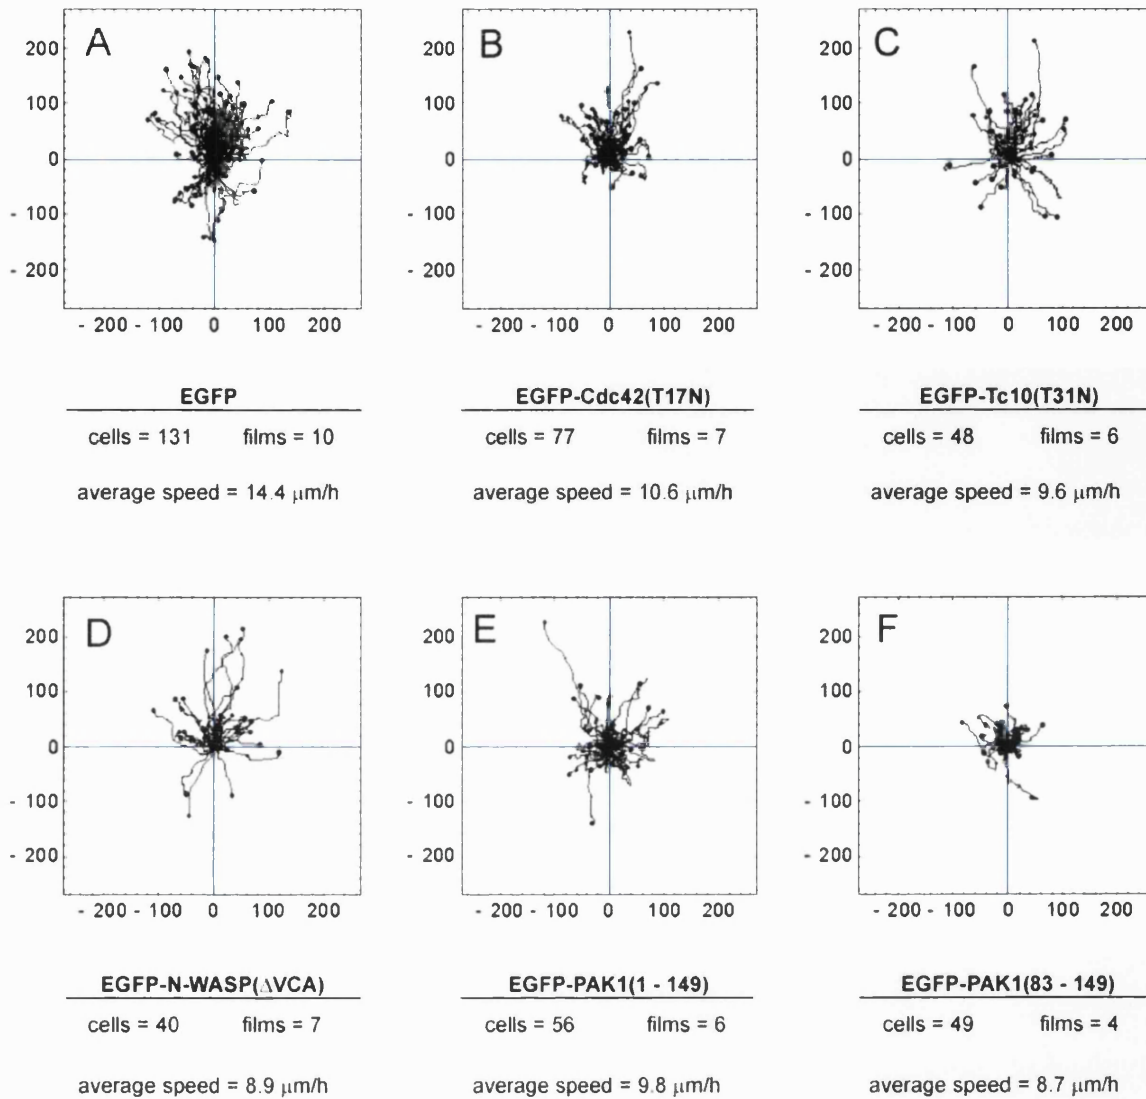 A
200
100
0
- 100
- 200
- 200 - 100 0 100 200
B
200
100
0
- 100
- 200
- 200 - 100 0 100 200
C
200
100
0
- 100
- 200
- 200 - 100 0 100 200
EGFP
cells = 131 films = 10
average speed = 14.4 μm/h
EGFP-Cdc42(T17N)
cells = 77 films = 7
average speed = 10.6 μm/h
EGFP-Tc10(T31N)
cells = 48 films = 6
average speed = 9.6 μm/h
D
200
100
0
- 100
- 200
- 200 - 100 0 100 200
E
200
100
0
- 100
- 200
- 200 - 100 0 100 200
F
200
100
0
- 100
- 200
- 200 - 100 0 100 200
EGFP-N-WASP(ΔVCA)
cells = 40 films = 7
average speed = 8.9 μm/h
EGFP-PAK1(1 - 149)
cells = 56 films = 6
average speed = 9.8 μm/h
EGFP-PAK1(83 - 149)
cells = 49 films = 4
average speed = 8.7 μm/h